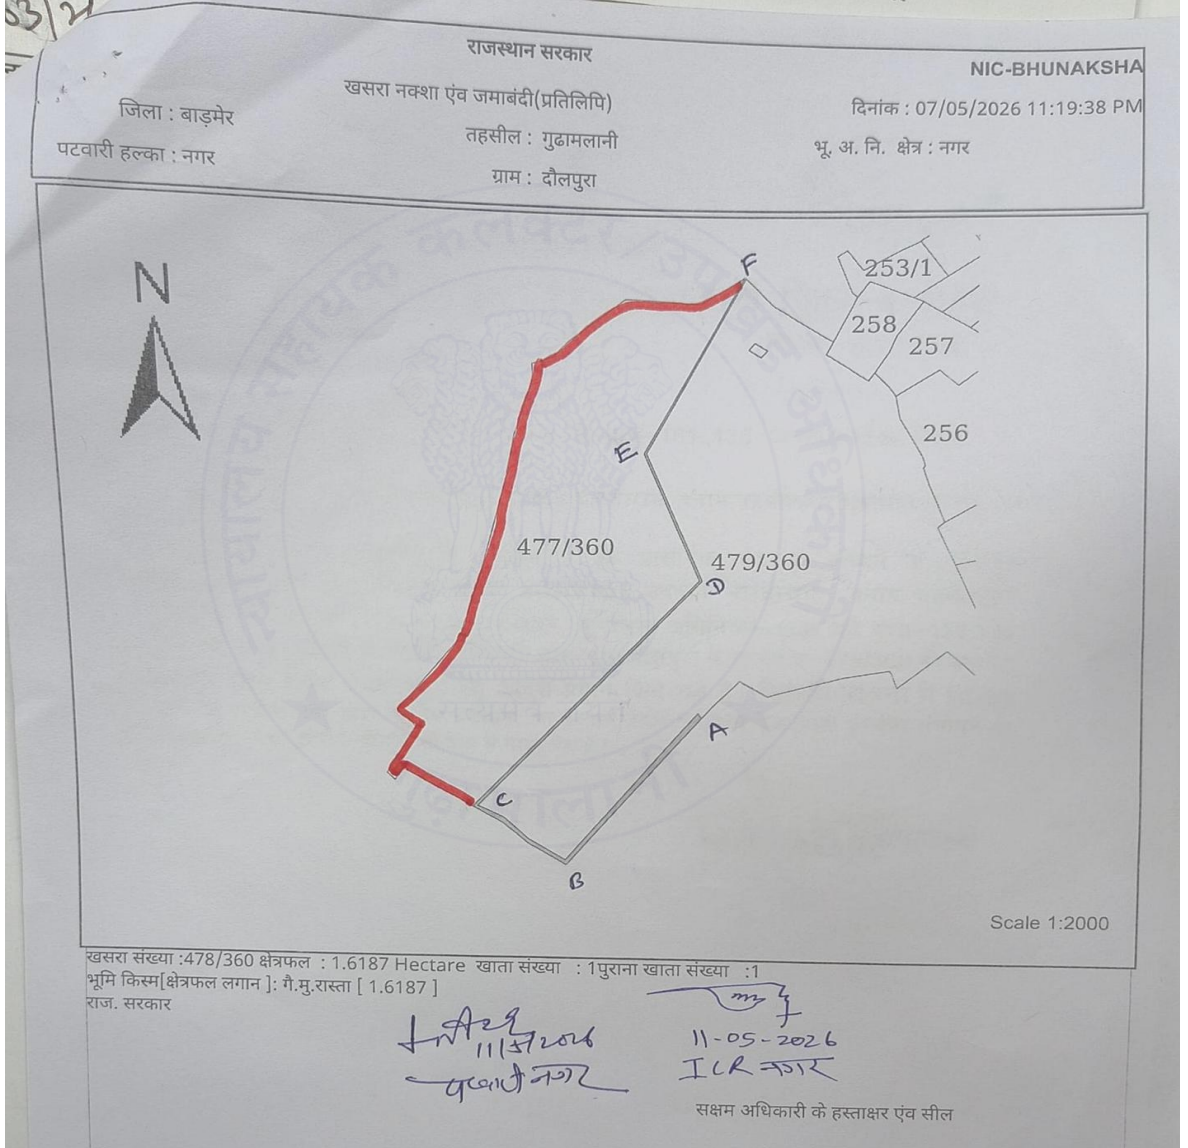 03/2
राजस्थान सरकार
NIC-BHUNAKSHA
खसरा नक्शा एंव जमाबंदी(प्रतिलिपि)
दिनांक : 07/05/2026 11:19:38 PM
जिला : बाड़मेर
तहसील : गुढामलानी
पटवारी हल्का : नगर
भू. अ. नि. क्षेत्र : नगर
ग्राम : दौलपुरा
N
F
253/1
258
257
256
E
477/360
479/360
D
A
C
B
Scale 1:2000
खसरा संख्या :478/360 क्षेत्रफल : 1.6187 Hectare खाता संख्या : 1पुराना खाता संख्या :1
भूमि किस्म[क्षेत्रफल लगान ]: गै.मु.रास्ता [ 1.6187 ]
राज. सरकार
11/5/2026
पटवारी नगर
11-05-2026
ILR नगर
सक्षम अधिकारी के हस्ताक्षर एंव सील